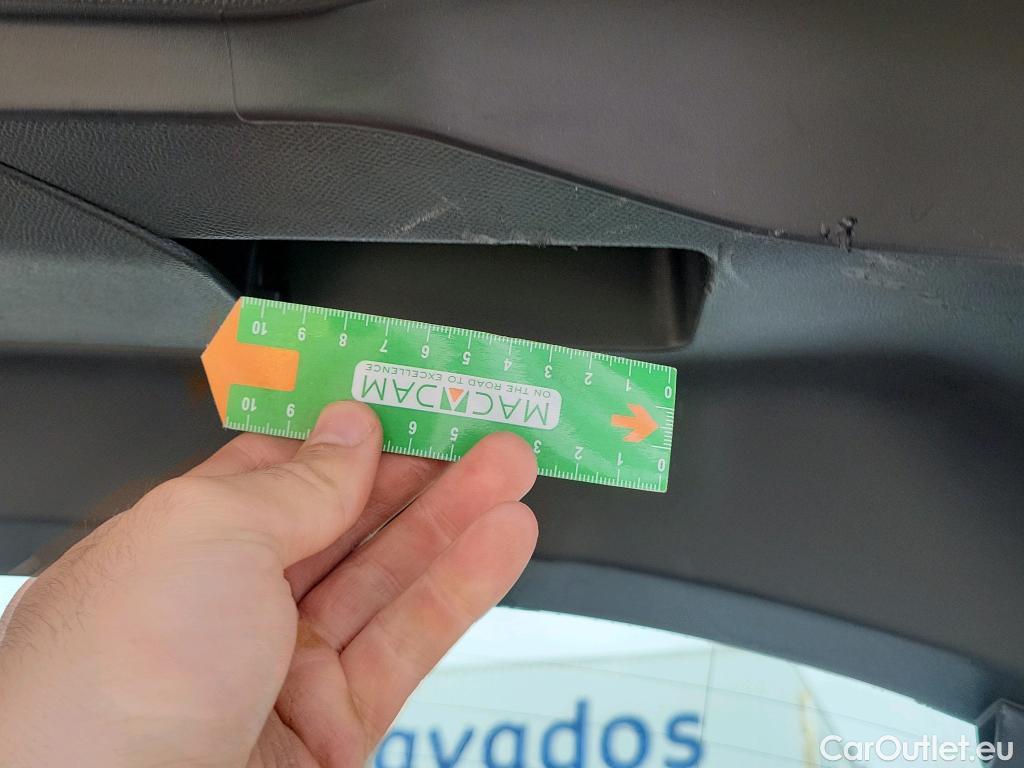 10 9 8 7 6 5 4 3 2 1 0
MACADAM
ON THE ROAD TO EXCELLENCE
10 9 6 5 3 2 1 0
avados
CarOutlet.eu